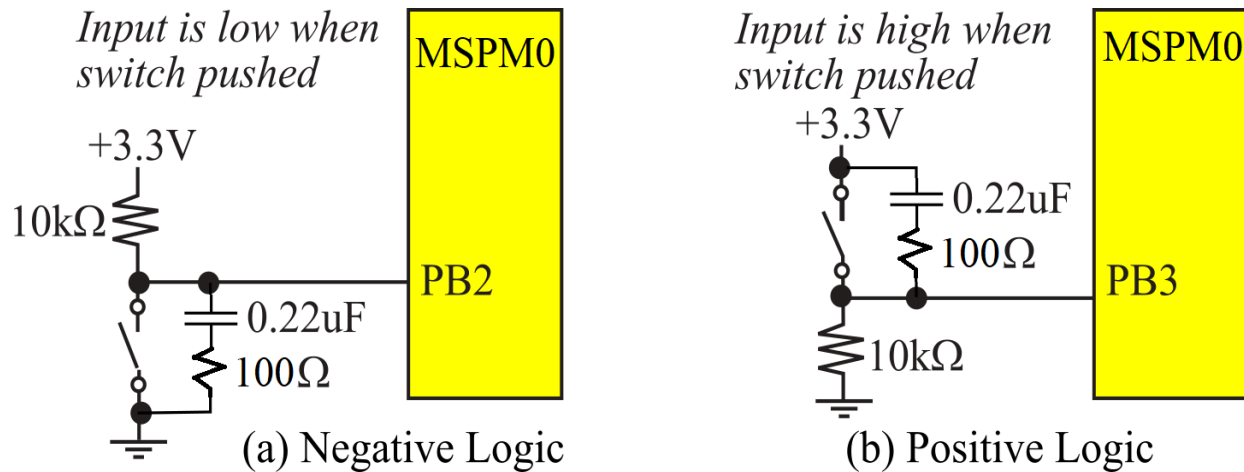 Input is low when
switch pushed
MSPM0
+3.3V
10kΩ
PB2
0.22uF
100Ω
(a) Negative Logic
Input is high when
switch pushed
MSPM0
+3.3V
0.22uF
100Ω
PB3
10kΩ
(b) Positive Logic